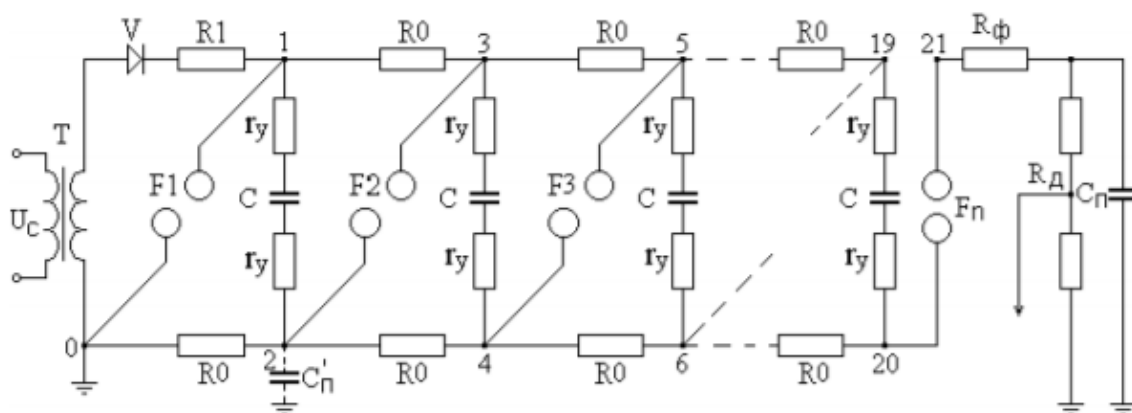 V R1 1 R0 3 R0 5 R0 19 21 Rф
T rу rу rу rу
Uс F1 C F2 C F3 C C Fп Rд Cп
rу rу rу rу
0 R0 2 R0 4 R0 6 R0 20
C'п